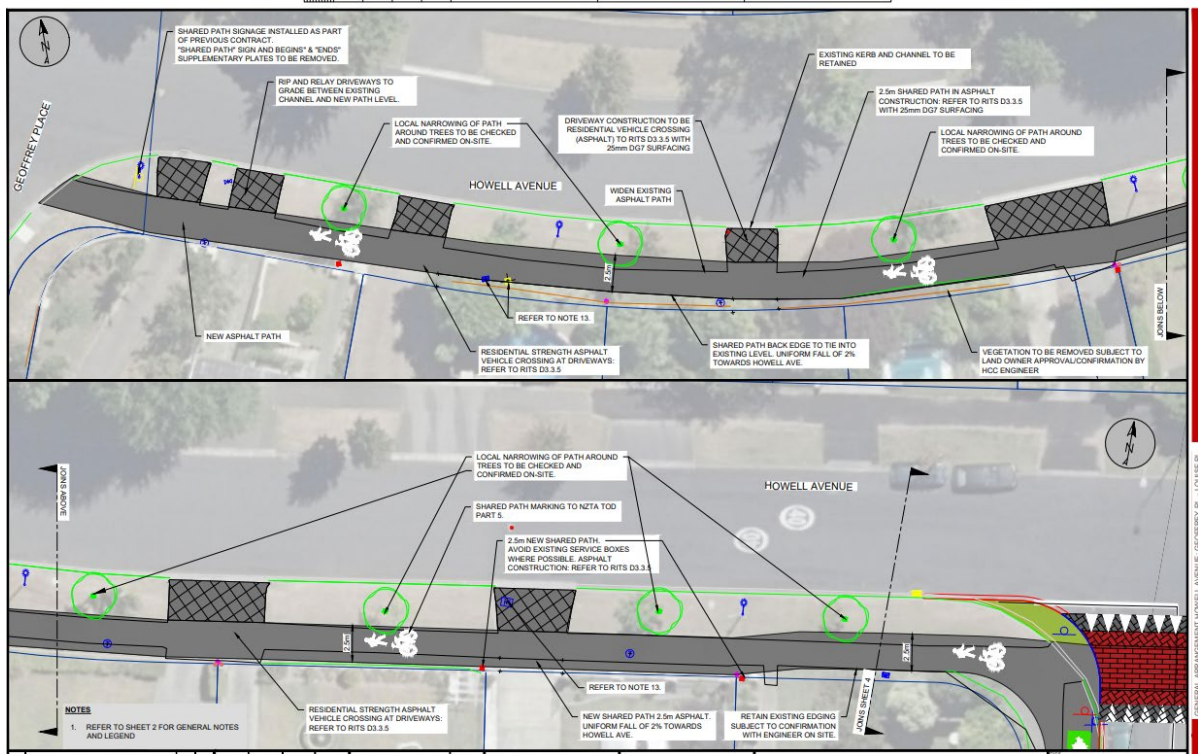 SHARED PATH SIGNAGE INSTALLED AS PART
OF PREVIOUS CONTRACT.
"SHARED PATH" SIGN AND BEGINS" & "ENDS"
SUPPLEMENTARY PLATES TO BE REMOVED.
RIP AND RELAY DRIVEWAYS TO
GRADE BETWEEN EXISTING
CHANNEL AND NEW PATH LEVEL.
LOCAL NARROWING OF PATH
AROUND TREES TO BE CHECKED
AND CONFIRMED ON-SITE.
DRIVEWAY CONSTRUCTION TO BE
RESIDENTIAL VEHICLE CROSSING
(ASPHALT) TO RITS D3.3.5 WITH
25mm DG7 SURFACING
EXISTING KERB AND CHANNEL TO BE
RETAINED
2.5m SHARED PATH IN ASPHALT
CONSTRUCTION: REFER TO RITS D3.3.5
WITH 25mm DG7 SURFACING
LOCAL NARROWING OF PATH AROUND
TREES TO BE CHECKED AND
CONFIRMED ON-SITE.
N
GEOFFREY PLACE
HOWELL AVENUE
WIDEN EXISTING
ASPHALT PATH
2.5m
NEW ASPHALT PATH
REFER TO NOTE 13.
RESIDENTIAL STRENGTH ASPHALT
VEHICLE CROSSING AT DRIVEWAYS:
REFER TO RITS D3.3.5
SHARED PATH BACK EDGE TO TIE INTO
EXISTING LEVEL. UNIFORM FALL OF 2%
TOWARDS HOWELL AVE.
VEGETATION TO BE REMOVED SUBJECT TO
LAND OWNER APPROVAL/CONFIRMATION BY
HCC ENGINEER
JOINS BELOW
JOINS ABOVE
LOCAL NARROWING OF PATH AROUND
TREES TO BE CHECKED AND
CONFIRMED ON-SITE.
SHARED PATH MARKING TO NZTA TOD
PART 5.
2.5m NEW SHARED PATH.
AVOID EXISTING SERVICE BOXES
WHERE POSSIBLE. ASPHALT
CONSTRUCTION: REFER TO RITS D3.3.5
HOWELL AVENUE
N
40
2.5m
2.5m
NOTES
1. REFER TO SHEET 2 FOR GENERAL NOTES
AND LEGEND
RESIDENTIAL STRENGTH ASPHALT
VEHICLE CROSSING AT DRIVEWAYS:
REFER TO RITS D3.3.5
REFER TO NOTE 13.
NEW SHARED PATH 2.5m ASPHALT.
UNIFORM FALL OF 2% TOWARDS
HOWELL AVE.
RETAIN EXISTING EDGING
SUBJECT TO CONFIRMATION
WITH ENGINEER ON SITE.
JOINS SHEET 4